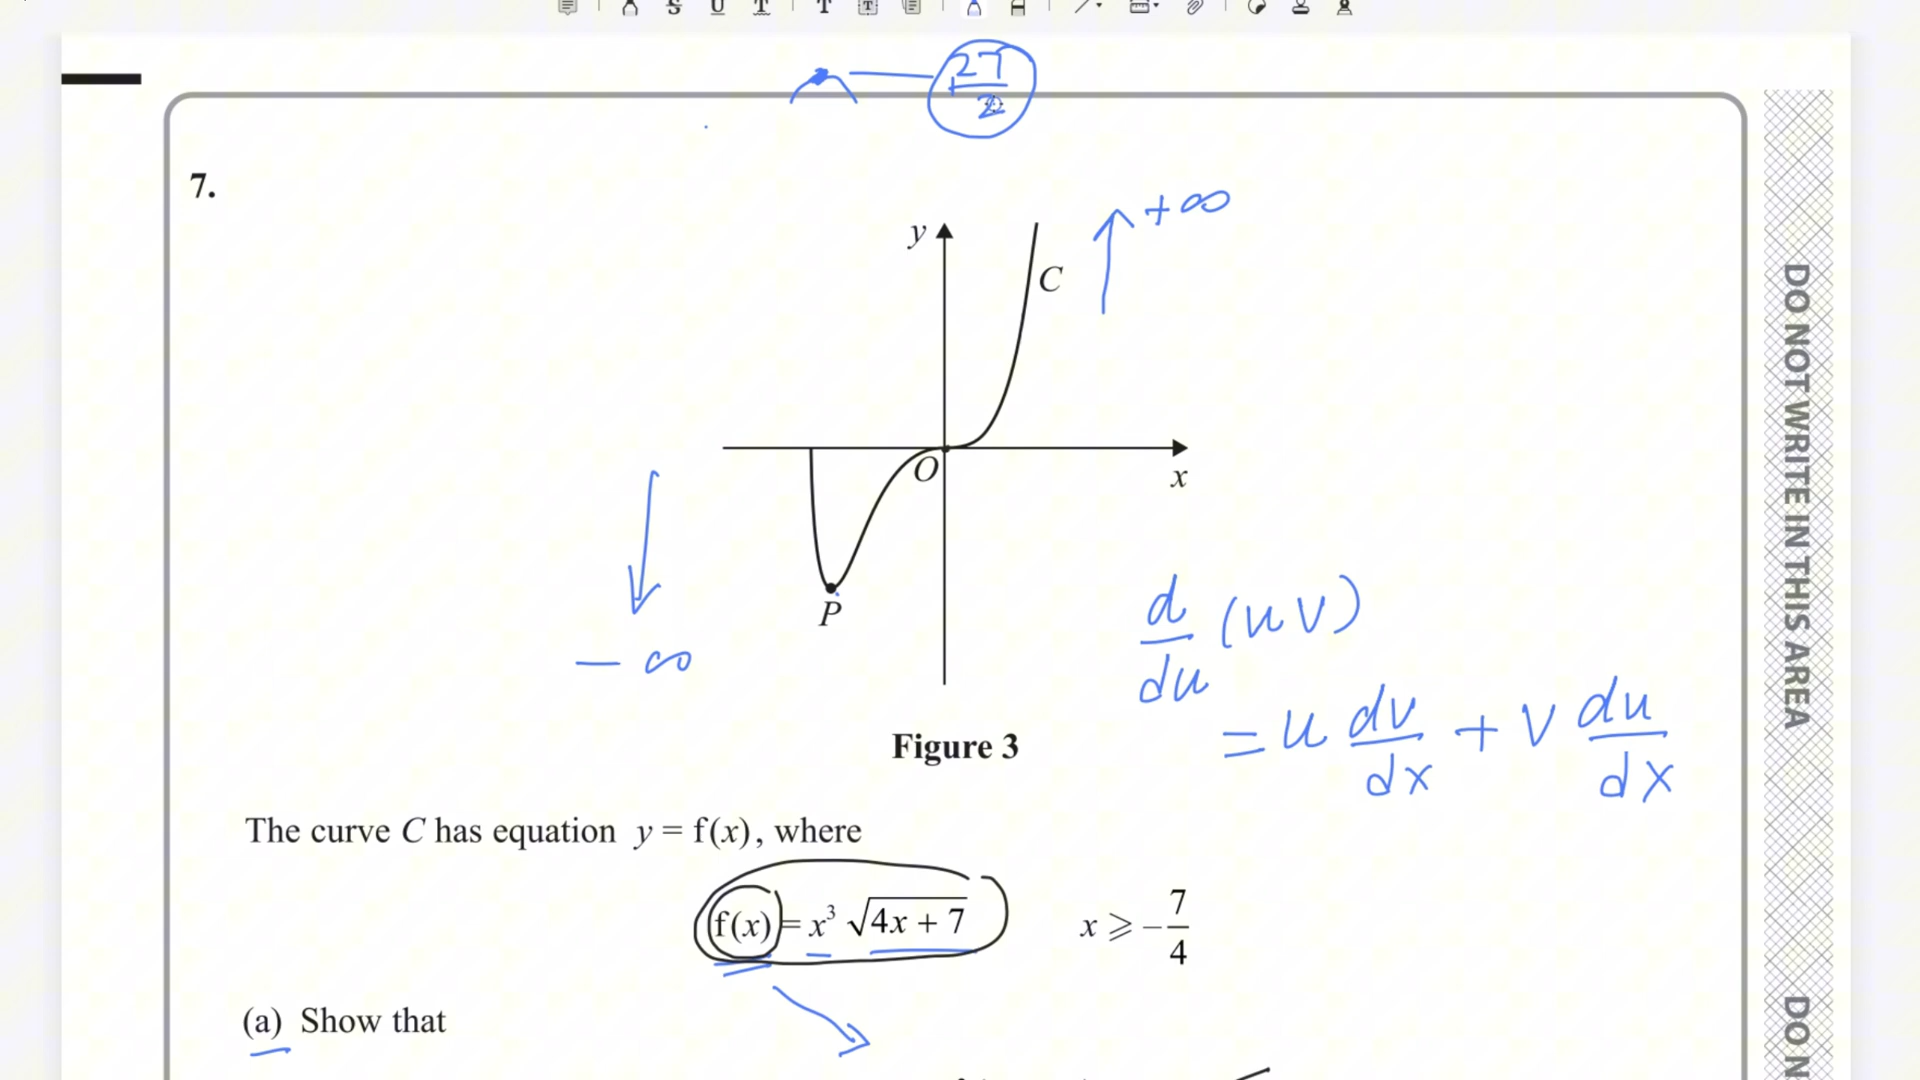 27
2
7.
+∞
y
C
O
x
P
− ∞
d/du (uv)
= u dv/dx + v du/dx
Figure 3
The curve C has equation y = f(x), where
f(x) = x³ √(4x + 7) x ⩾ −7/4
(a) Show that
DO NOT WRITE IN THIS AREA
DO N